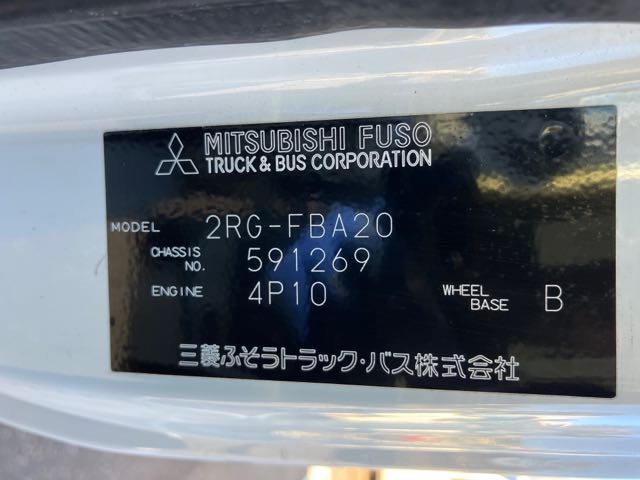 MITSUBISHI FUSO
TRUCK & BUS CORPORATION
MODEL 2RG-FBA20
CHASSIS NO. 591269
ENGINE 4P10 WHEEL BASE B
三菱ふそうトラック・バス株式会社